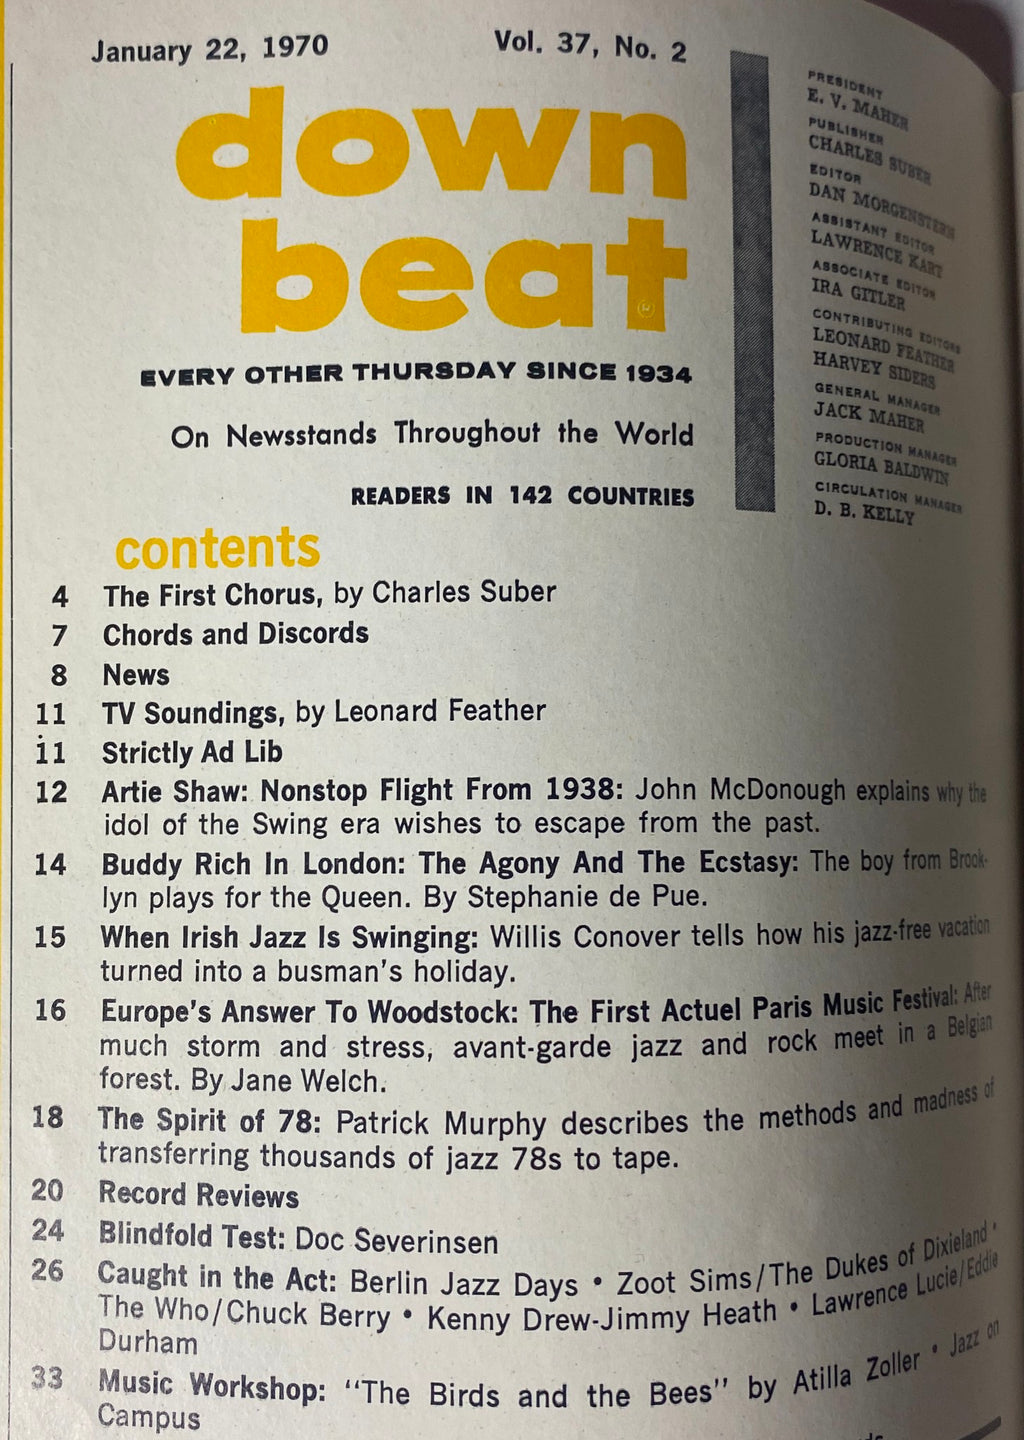 January 22, 1970
Vol. 37, No. 2
down
beat
EVERY OTHER THURSDAY SINCE 1934
On Newsstands Throughout the World
READERS IN 142 COUNTRIES
PRESIDENT
E. V. MAHER
PUBLISHER
CHARLES SUBER
EDITOR
DAN MORGENSTERN
ASSISTANT EDITOR
LAWRENCE KART
ASSOCIATE EDITOR
IRA GITLER
CONTRIBUTING EDITORS
LEONARD FEATHER
HARVEY SIDERS
GENERAL MANAGER
JACK MAHER
PRODUCTION MANAGER
GLORIA BALDWIN
CIRCULATION MANAGER
D. B. KELLY
contents
4 The First Chorus, by Charles Suber
7 Chords and Discords
8 News
11 TV Soundings, by Leonard Feather
11 Strictly Ad Lib
12 Artie Shaw: Nonstop Flight From 1938: John McDonough explains why the
idol of the Swing era wishes to escape from the past.
14 Buddy Rich In London: The Agony And The Ecstasy: The boy from Brook-
lyn plays for the Queen. By Stephanie de Pue.
15 When Irish Jazz Is Swinging: Willis Conover tells how his jazz-free vacation
turned into a busman's holiday.
16 Europe's Answer To Woodstock: The First Actuel Paris Music Festival: After
much storm and stress, avant-garde jazz and rock meet in a Belgian
forest. By Jane Welch.
18 The Spirit of 78: Patrick Murphy describes the methods and madness of
transferring thousands of jazz 78s to tape.
20 Record Reviews
24 Blindfold Test: Doc Severinsen
26 Caught in the Act: Berlin Jazz Days • Zoot Sims/The Dukes of Dixieland •
The Who/Chuck Berry • Kenny Drew-Jimmy Heath • Lawrence Lucie/Eddie
Durham
33 Music Workshop: "The Birds and the Bees" by Atilla Zoller • Jazz on
Campus